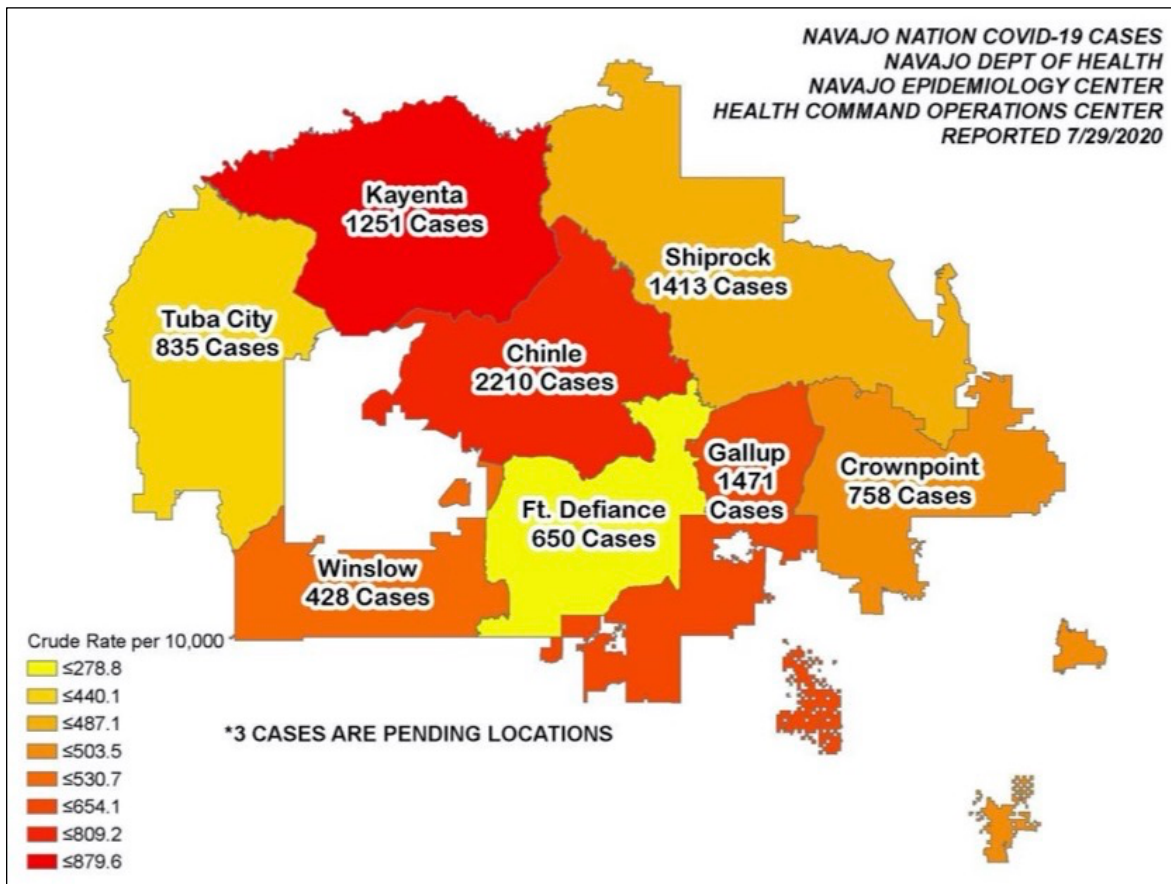 NAVAJO NATION COVID-19 CASES
NAVAJO DEPT OF HEALTH
NAVAJO EPIDEMIOLOGY CENTER
HEALTH COMMAND OPERATIONS CENTER
REPORTED 7/29/2020
Kayenta
1251 Cases
Shiprock
1413 Cases
Tuba City
835 Cases
Chinle
2210 Cases
Gallup
1471
Cases
Crownpoint
758 Cases
Ft. Defiance
650 Cases
Winslow
428 Cases
Crude Rate per 10,000
≤278.8
≤440.1
≤487.1
≤503.5
≤530.7
≤654.1
≤809.2
≤879.6
*3 CASES ARE PENDING LOCATIONS